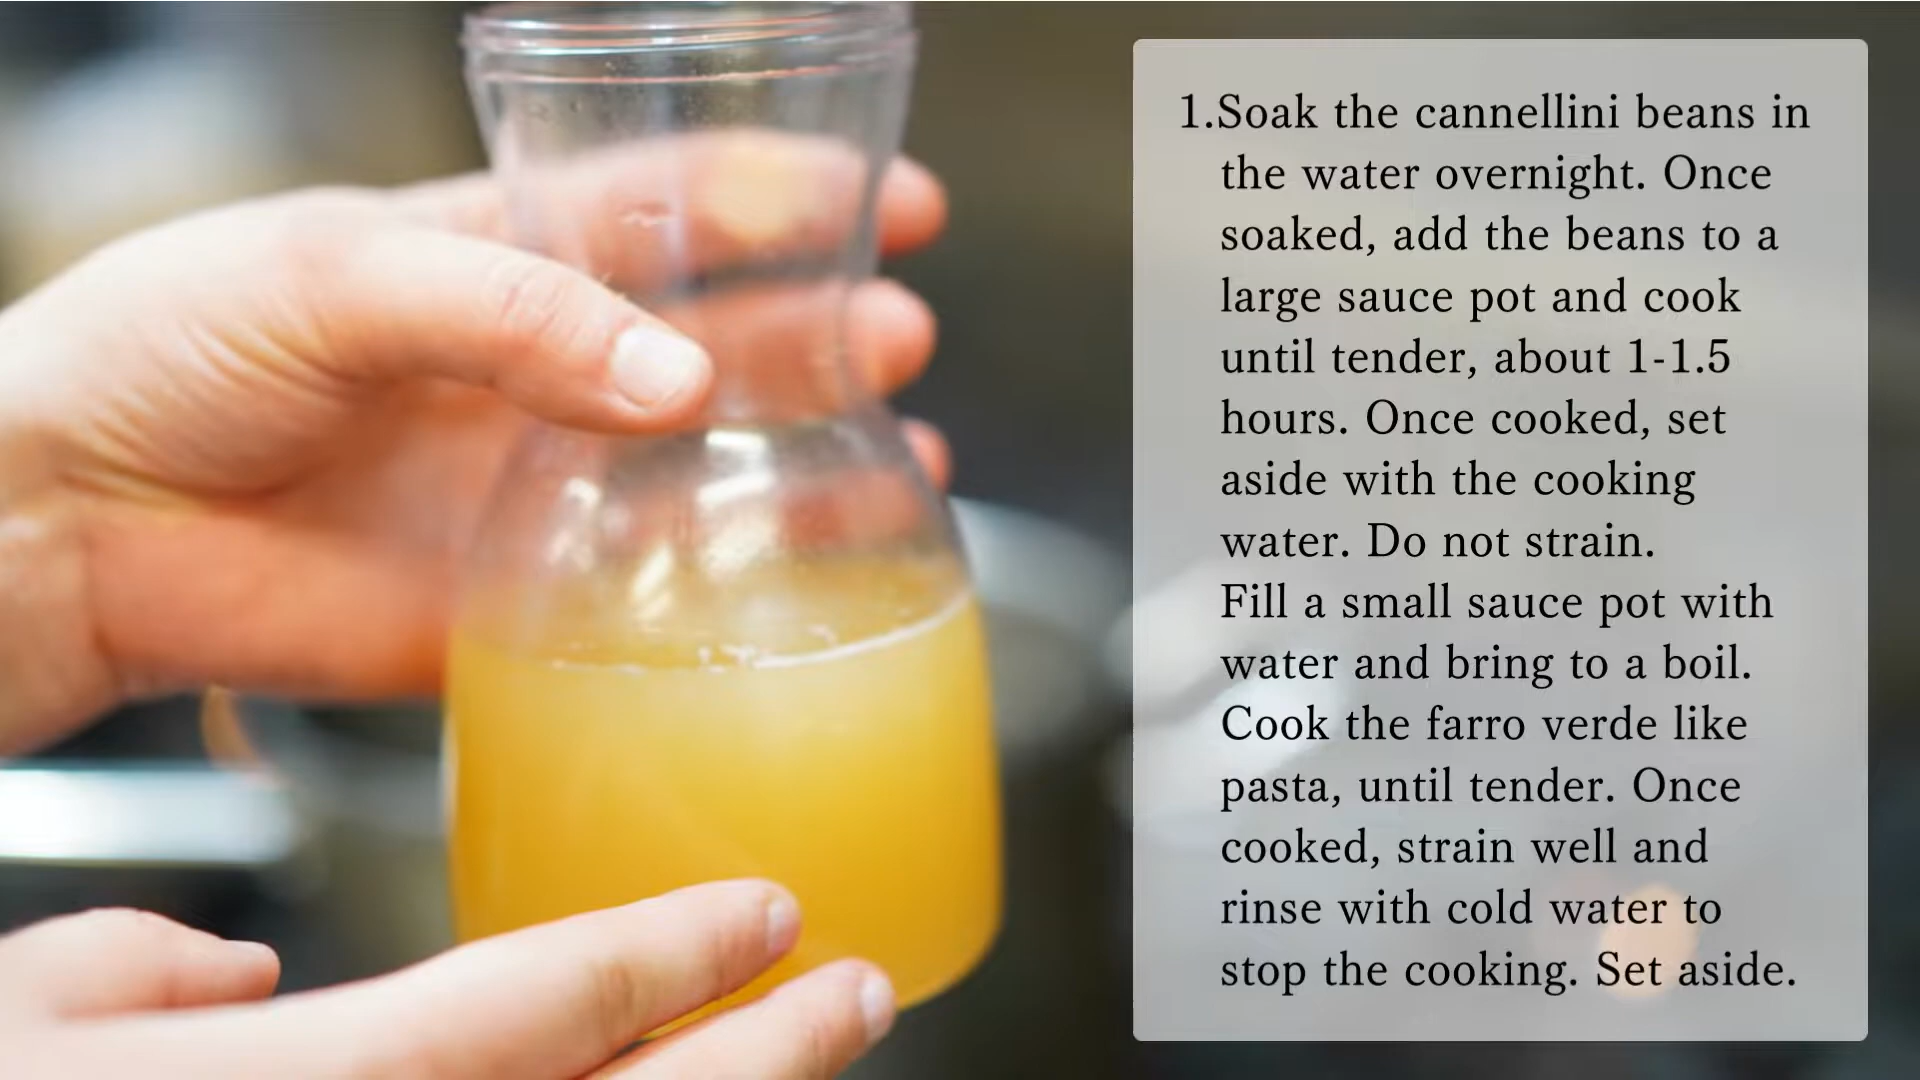 1.Soak the cannellini beans in
the water overnight. Once
soaked, add the beans to a
large sauce pot and cook
until tender, about 1-1.5
hours. Once cooked, set
aside with the cooking
water. Do not strain.
Fill a small sauce pot with
water and bring to a boil.
Cook the farro verde like
pasta, until tender. Once
cooked, strain well and
rinse with cold water to
stop the cooking. Set aside.